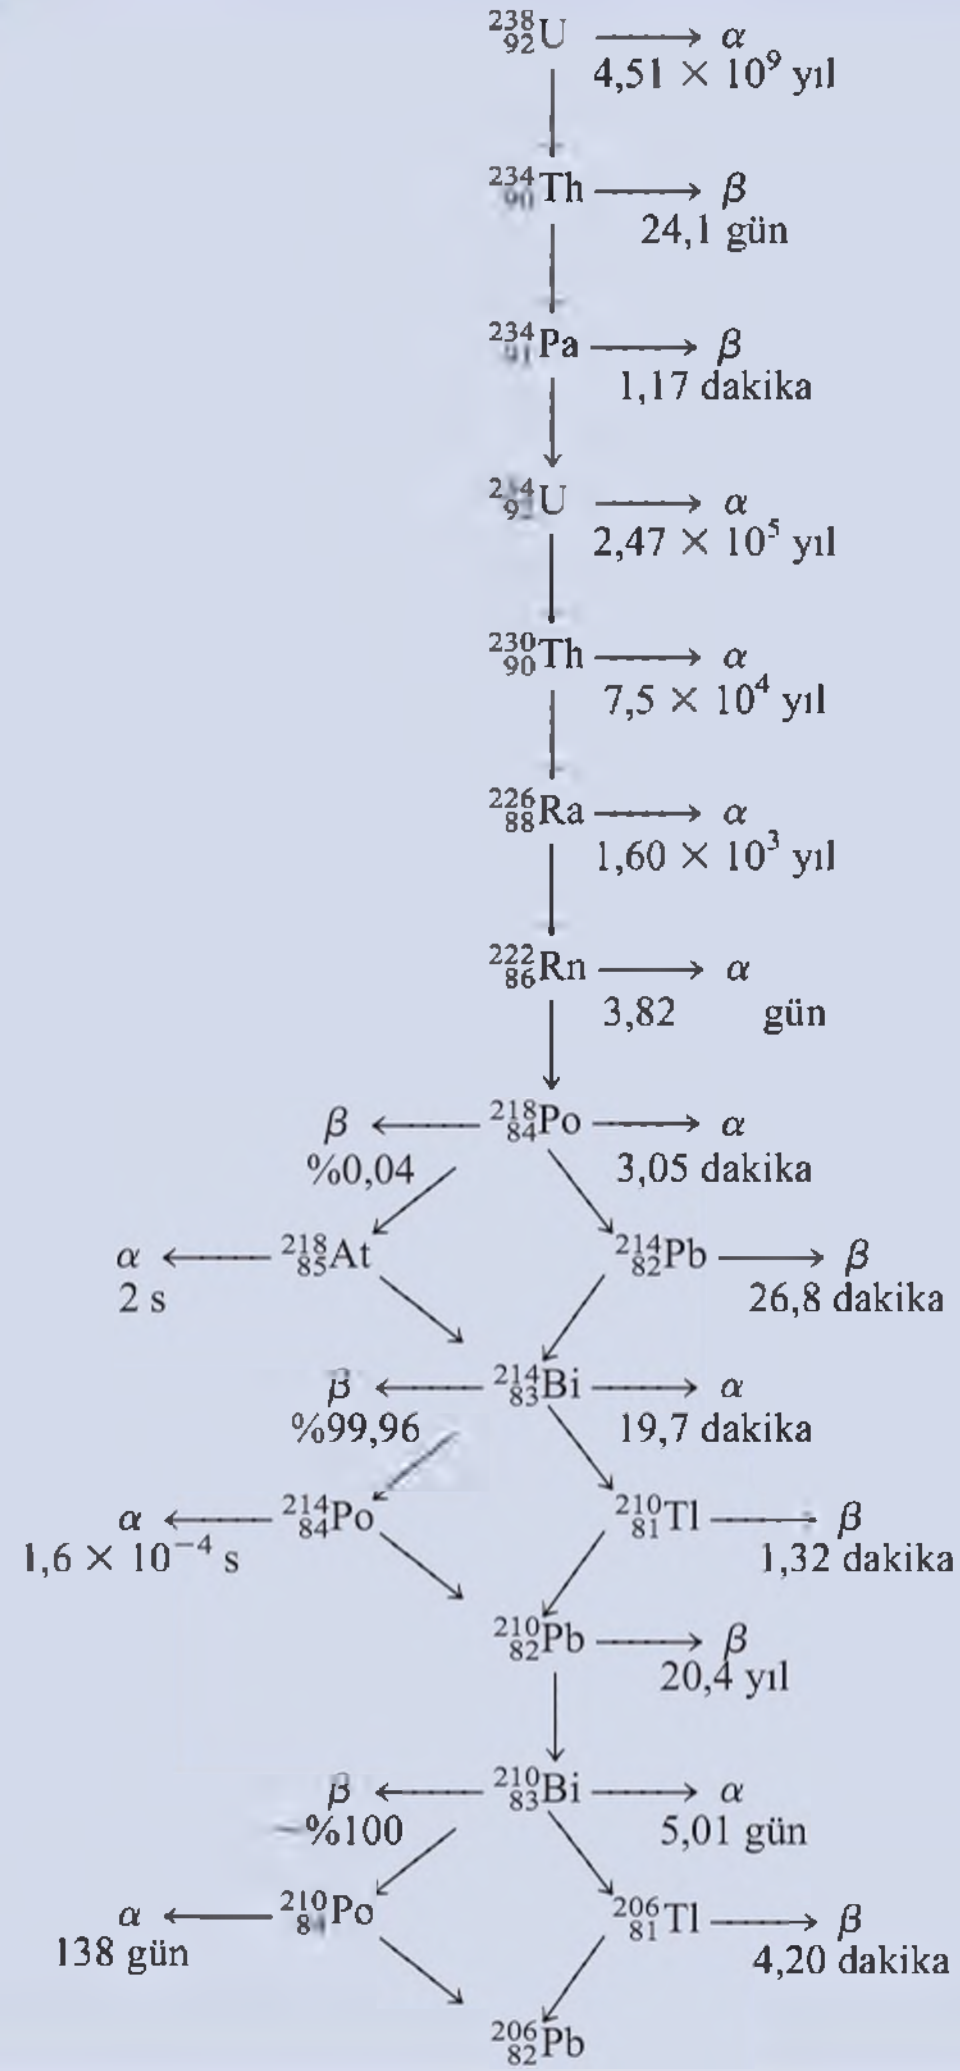 ²³⁸₉₂U → α
4,51 × 10⁹ yıl
²³⁴₉₀Th → β
24,1 gün
²³⁴₉₁Pa → β
1,17 dakika
²³⁴₉₂U → α
2,47 × 10⁵ yıl
²³⁰₉₀Th → α
7,5 × 10⁴ yıl
²²⁶₈₈Ra → α
1,60 × 10³ yıl
²²²₈₆Rn → α
3,82 gün
β ← ²¹⁸₈₄Po → α
%0,04 3,05 dakika
α ← ²¹⁸₈₅At ²¹⁴₈₂Pb → β
2 s 26,8 dakika
β ← ²¹⁴₈₃Bi → α
%99,96 19,7 dakika
α ← ²¹⁴₈₄Po ²¹⁰₈₁Tl → β
1,6 × 10⁻⁴ s 1,32 dakika
²¹⁰₈₂Pb → β
20,4 yıl
β ← ²¹⁰₈₃Bi → α
~%100 5,01 gün
α ← ²¹⁰₈₄Po ²⁰⁶₈₁Tl → β
138 gün 4,20 dakika
²⁰⁶₈₂Pb